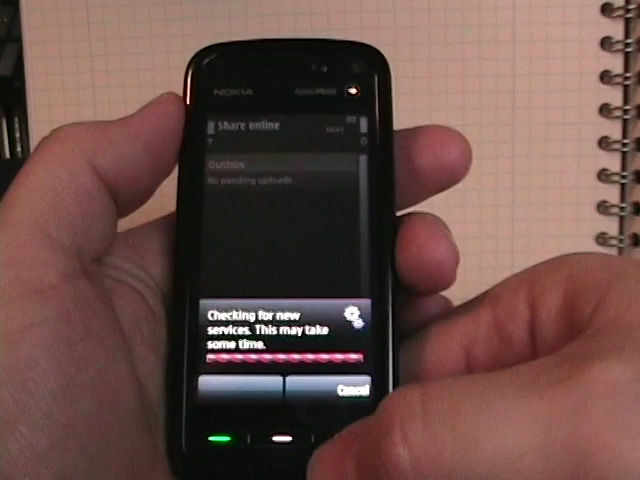 NOKIA
Share online
Outbox
No pending uploads
Checking for new
services. This may take
some time.
Cancel